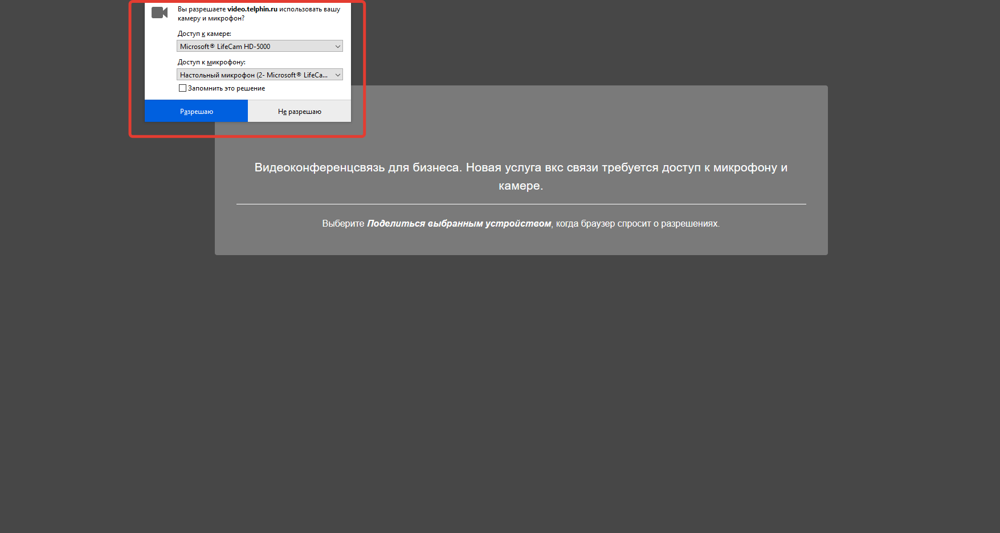 Вы разрешаете video.telphin.ru использовать вашу
камеру и микрофон?
Доступ к камере:
Microsoft® LifeCam HD-5000
Доступ к микрофону:
Настольный микрофон (2- Microsoft® LifeCa...
Запомнить это решение
Разрешаю
Не разрешаю
Видеоконференцсвязь для бизнеса. Новая услуга вкс связи требуется доступ к микрофону и
камере.
Выберите Поделиться выбранным устройством, когда браузер спросит о разрешениях.